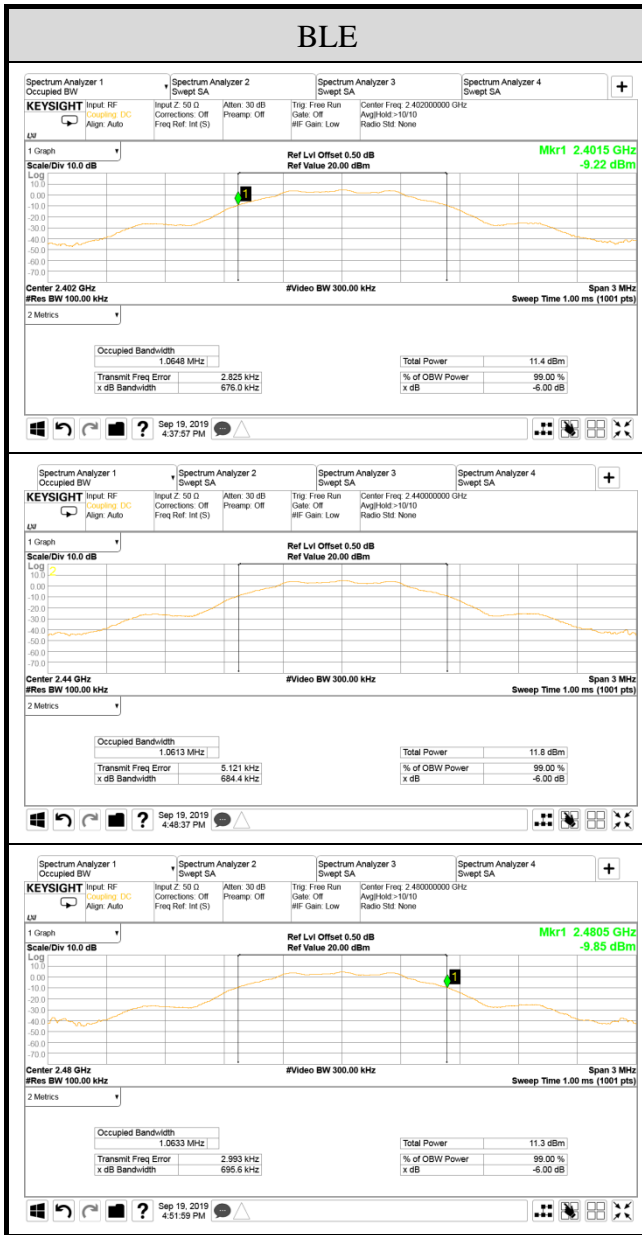 BLE
Spectrum Analyzer 1
Occupied BW
Spectrum Analyzer 2
Swept SA
Spectrum Analyzer 3
Swept SA
Spectrum Analyzer 4
Swept SA
+
KEYSIGHT
Input: RF
Coupling: DC
Align: Auto
Input Z: 50 Ω
Corrections: Off
Freq Ref: Int (S)
Atten: 30 dB
Preamp: Off
Trig: Free Run
Gate: Off
#IF Gain: Low
Center Freq: 2.402000000 GHz
Avg|Hold:>10/10
Radio Std: None
LXI
1 Graph
Scale/Div 10.0 dB
Ref Lvl Offset 0.50 dB
Ref Value 20.00 dBm
Mkr1 2.4015 GHz
-9.22 dBm
Log
10.0
0.00
-10.0
-20.0
-30.0
-40.0
-50.0
-60.0
-70.0
1
Center 2.402 GHz
#Res BW 100.00 kHz
#Video BW 300.00 kHz
Span 3 MHz
Sweep Time 1.00 ms (1001 pts)
2 Metrics
Occupied Bandwidth
1.0648 MHz
Transmit Freq Error 2.825 kHz
x dB Bandwidth 676.0 kHz
Total Power 11.4 dBm
% of OBW Power 99.00 %
x dB -6.00 dB
?
Sep 19, 2019
4:37:57 PM
Spectrum Analyzer 1
Occupied BW
Spectrum Analyzer 2
Swept SA
Spectrum Analyzer 3
Swept SA
Spectrum Analyzer 4
Swept SA
+
KEYSIGHT
Input: RF
Coupling: DC
Align: Auto
Input Z: 50 Ω
Corrections: Off
Freq Ref: Int (S)
Atten: 30 dB
Preamp: Off
Trig: Free Run
Gate: Off
#IF Gain: Low
Center Freq: 2.440000000 GHz
Avg|Hold:>10/10
Radio Std: None
LXI
1 Graph
Scale/Div 10.0 dB
Ref Lvl Offset 0.50 dB
Ref Value 20.00 dBm
Log
2
10.0
0.00
-10.0
-20.0
-30.0
-40.0
-50.0
-60.0
-70.0
Center 2.44 GHz
#Res BW 100.00 kHz
#Video BW 300.00 kHz
Span 3 MHz
Sweep Time 1.00 ms (1001 pts)
2 Metrics
Occupied Bandwidth
1.0613 MHz
Transmit Freq Error 5.121 kHz
x dB Bandwidth 684.4 kHz
Total Power 11.8 dBm
% of OBW Power 99.00 %
x dB -6.00 dB
?
Sep 19, 2019
4:48:37 PM
Spectrum Analyzer 1
Occupied BW
Spectrum Analyzer 2
Swept SA
Spectrum Analyzer 3
Swept SA
Spectrum Analyzer 4
Swept SA
+
KEYSIGHT
Input: RF
Coupling: DC
Align: Auto
Input Z: 50 Ω
Corrections: Off
Freq Ref: Int (S)
Atten: 30 dB
Preamp: Off
Trig: Free Run
Gate: Off
#IF Gain: Low
Center Freq: 2.480000000 GHz
Avg|Hold:>10/10
Radio Std: None
LXI
1 Graph
Scale/Div 10.0 dB
Ref Lvl Offset 0.50 dB
Ref Value 20.00 dBm
Mkr1 2.4805 GHz
-9.85 dBm
Log
10.0
0.00
-10.0
-20.0
-30.0
-40.0
-50.0
-60.0
-70.0
1
Center 2.48 GHz
#Res BW 100.00 kHz
#Video BW 300.00 kHz
Span 3 MHz
Sweep Time 1.00 ms (1001 pts)
2 Metrics
Occupied Bandwidth
1.0633 MHz
Transmit Freq Error 2.993 kHz
x dB Bandwidth 695.6 kHz
Total Power 11.3 dBm
% of OBW Power 99.00 %
x dB -6.00 dB
?
Sep 19, 2019
4:51:59 PM